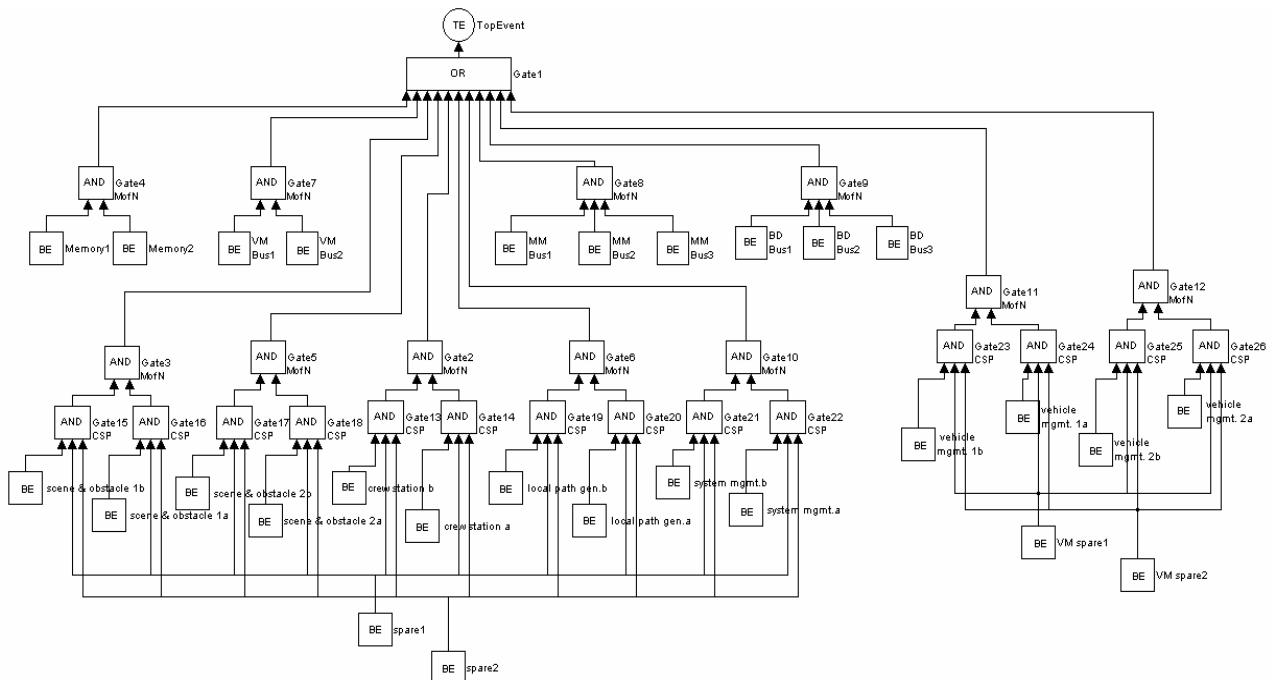 TE TopEvent
OR Gate1
AND Gate4
MofN
AND Gate7
MofN
AND Gate8
MofN
AND Gate9
MofN
BE Memory1
BE Memory2
BE VM
Bus1
BE VM
Bus2
BE MM
Bus1
BE MM
Bus2
BE MM
Bus3
BE BD
Bus1
BE BD
Bus2
BE BD
Bus3
AND Gate11
MofN
AND Gate12
MofN
AND Gate3
MofN
AND Gate5
MofN
AND Gate2
MofN
AND Gate6
MofN
AND Gate10
MofN
AND Gate23
CSP
AND Gate24
CSP
AND Gate25
CSP
AND Gate26
CSP
AND Gate15
CSP
AND Gate16
CSP
AND Gate17
CSP
AND Gate18
CSP
AND Gate13
CSP
AND Gate14
CSP
AND Gate19
CSP
AND Gate20
CSP
AND Gate21
CSP
AND Gate22
CSP
BE vehicle
mgmt. 1b
BE vehicle
mgmt. 1a
BE vehicle
mgmt. 2b
BE vehicle
mgmt. 2a
BE scene & obstacle 1b
BE scene & obstacle 1a
BE scene & obstacle 2b
BE scene & obstacle 2a
BE crew station b
BE crew station a
BE local path gen.b
BE local path gen.a
BE system mgmt.b
BE system mgmt.a
BE VM spare1
BE VM spare2
BE spare1
BE spare2